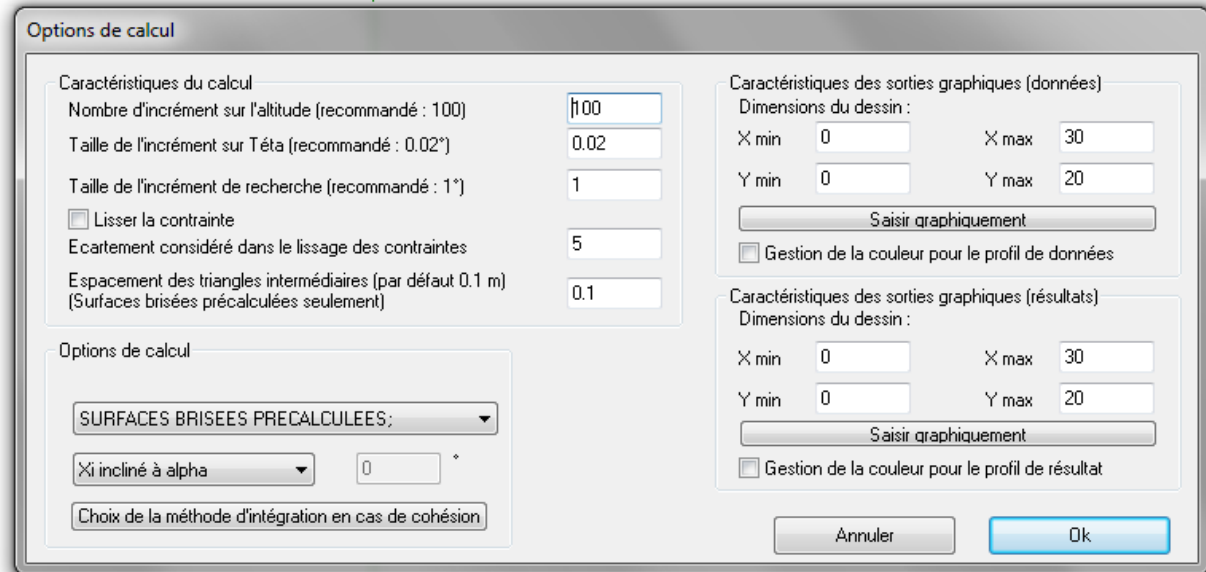 Options de calcul
Caractéristiques du calcul
Nombre d'incrément sur l'altitude (recommandé : 100)
100
Taille de l'incrément sur Téta (recommandé : 0.02°)
0.02
Taille de l'incrément de recherche (recommandé : 1°)
1
Lisser la contrainte
Ecartement considéré dans le lissage des contraintes
5
Espacement des triangles intermédiaires (par défaut 0.1 m)
(Surfaces brisées précalculées seulement)
0.1
Options de calcul
SURFACES BRISEES PRECALCULEES;
Xi incliné à alpha
0
°
Choix de la méthode d'intégration en cas de cohésion
Caractéristiques des sorties graphiques (données)
Dimensions du dessin :
X min 0 X max 30
Y min 0 Y max 20
Saisir graphiquement
Gestion de la couleur pour le profil de données
Caractéristiques des sorties graphiques (résultats)
Dimensions du dessin :
X min 0 X max 30
Y min 0 Y max 20
Saisir graphiquement
Gestion de la couleur pour le profil de résultat
Annuler
Ok